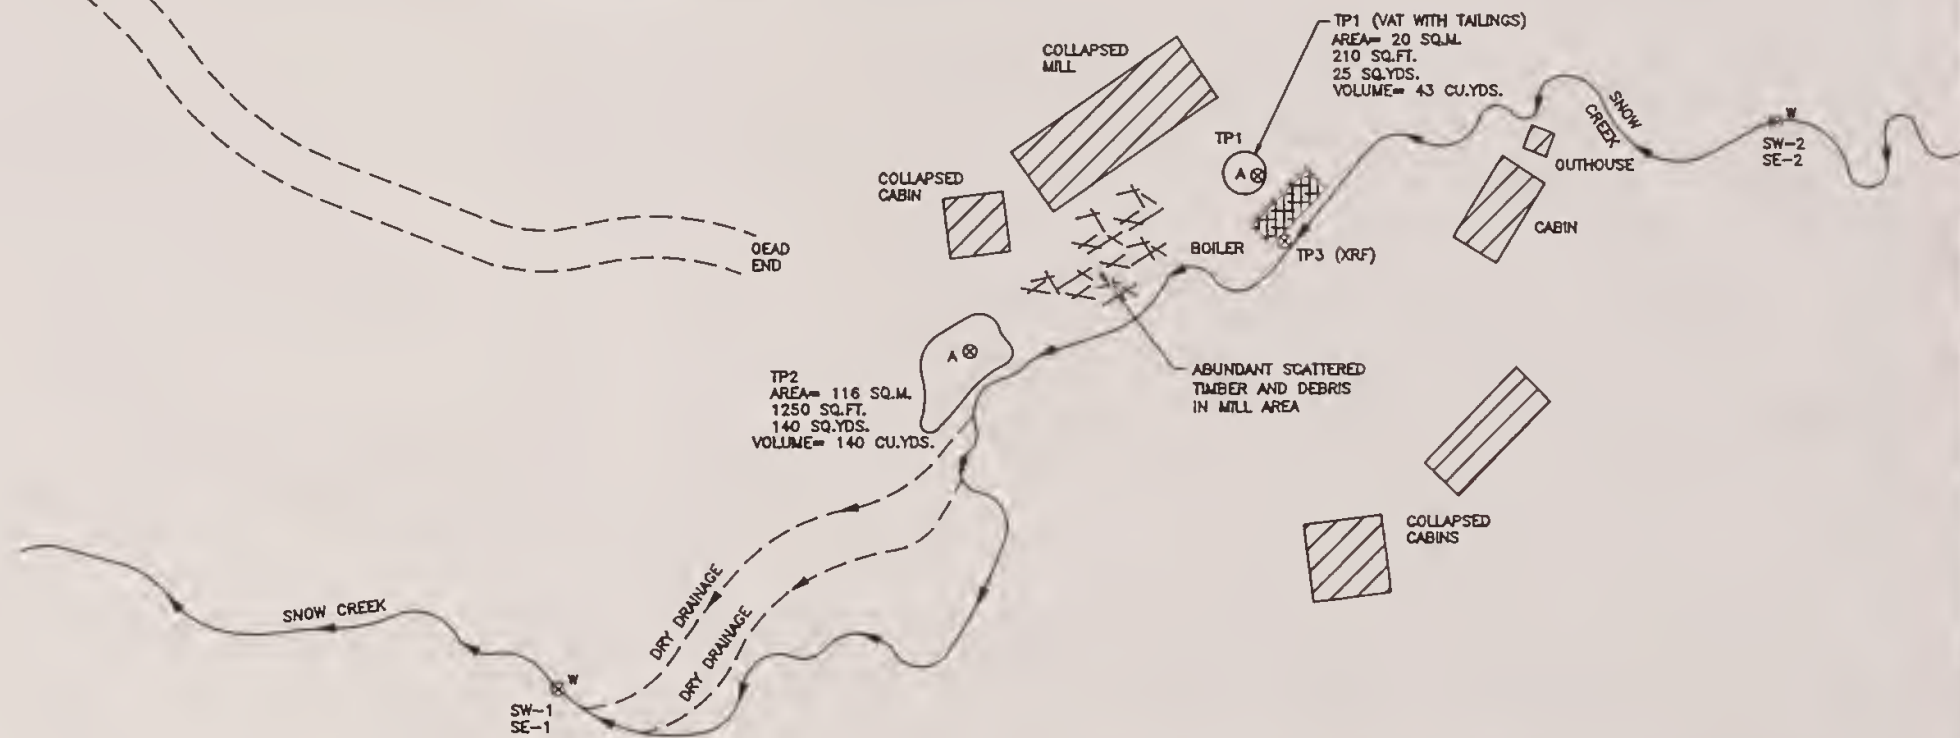 TP1 (VAT WITH TAILINGS)
AREA= 20 SQ.M.
210 SQ.FT.
25 SQ.YDS.
VOLUME= 43 CU.YDS.
COLLAPSED
MILL
SNOW
CREEK
W
SW-2
SE-2
TP1
A
OUTHOUSE
COLLAPSED
CABIN
CABIN
DEAD
END
BOILER
TP3 (XRF)
A
ABUNDANT SCATTERED
TIMBER AND DEBRIS
IN MILL AREA
TP2
AREA= 116 SQ.M.
1250 SQ.FT.
140 SQ.YDS.
VOLUME= 140 CU.YDS.
COLLAPSED
CABINS
SNOW CREEK
DRY DRAINAGE
DRY DRAINAGE
W
SW-1
SE-1